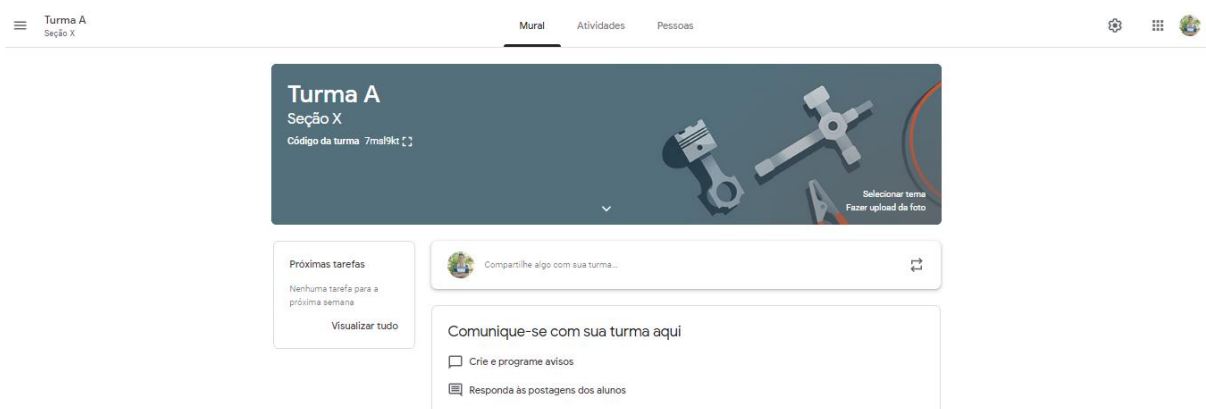 Turma A
Seção X
Mural
Atividades
Pessoas
Turma A
Seção X
Código da turma 7msl9kt
Selecionar tema
Fazer upload da foto
Próximas tarefas
Nenhuma tarefa para a
próxima semana
Visualizar tudo
Compartilhe algo com sua turma...
Comunique-se com sua turma aqui
Crie e programe avisos
Responda às postagens dos alunos